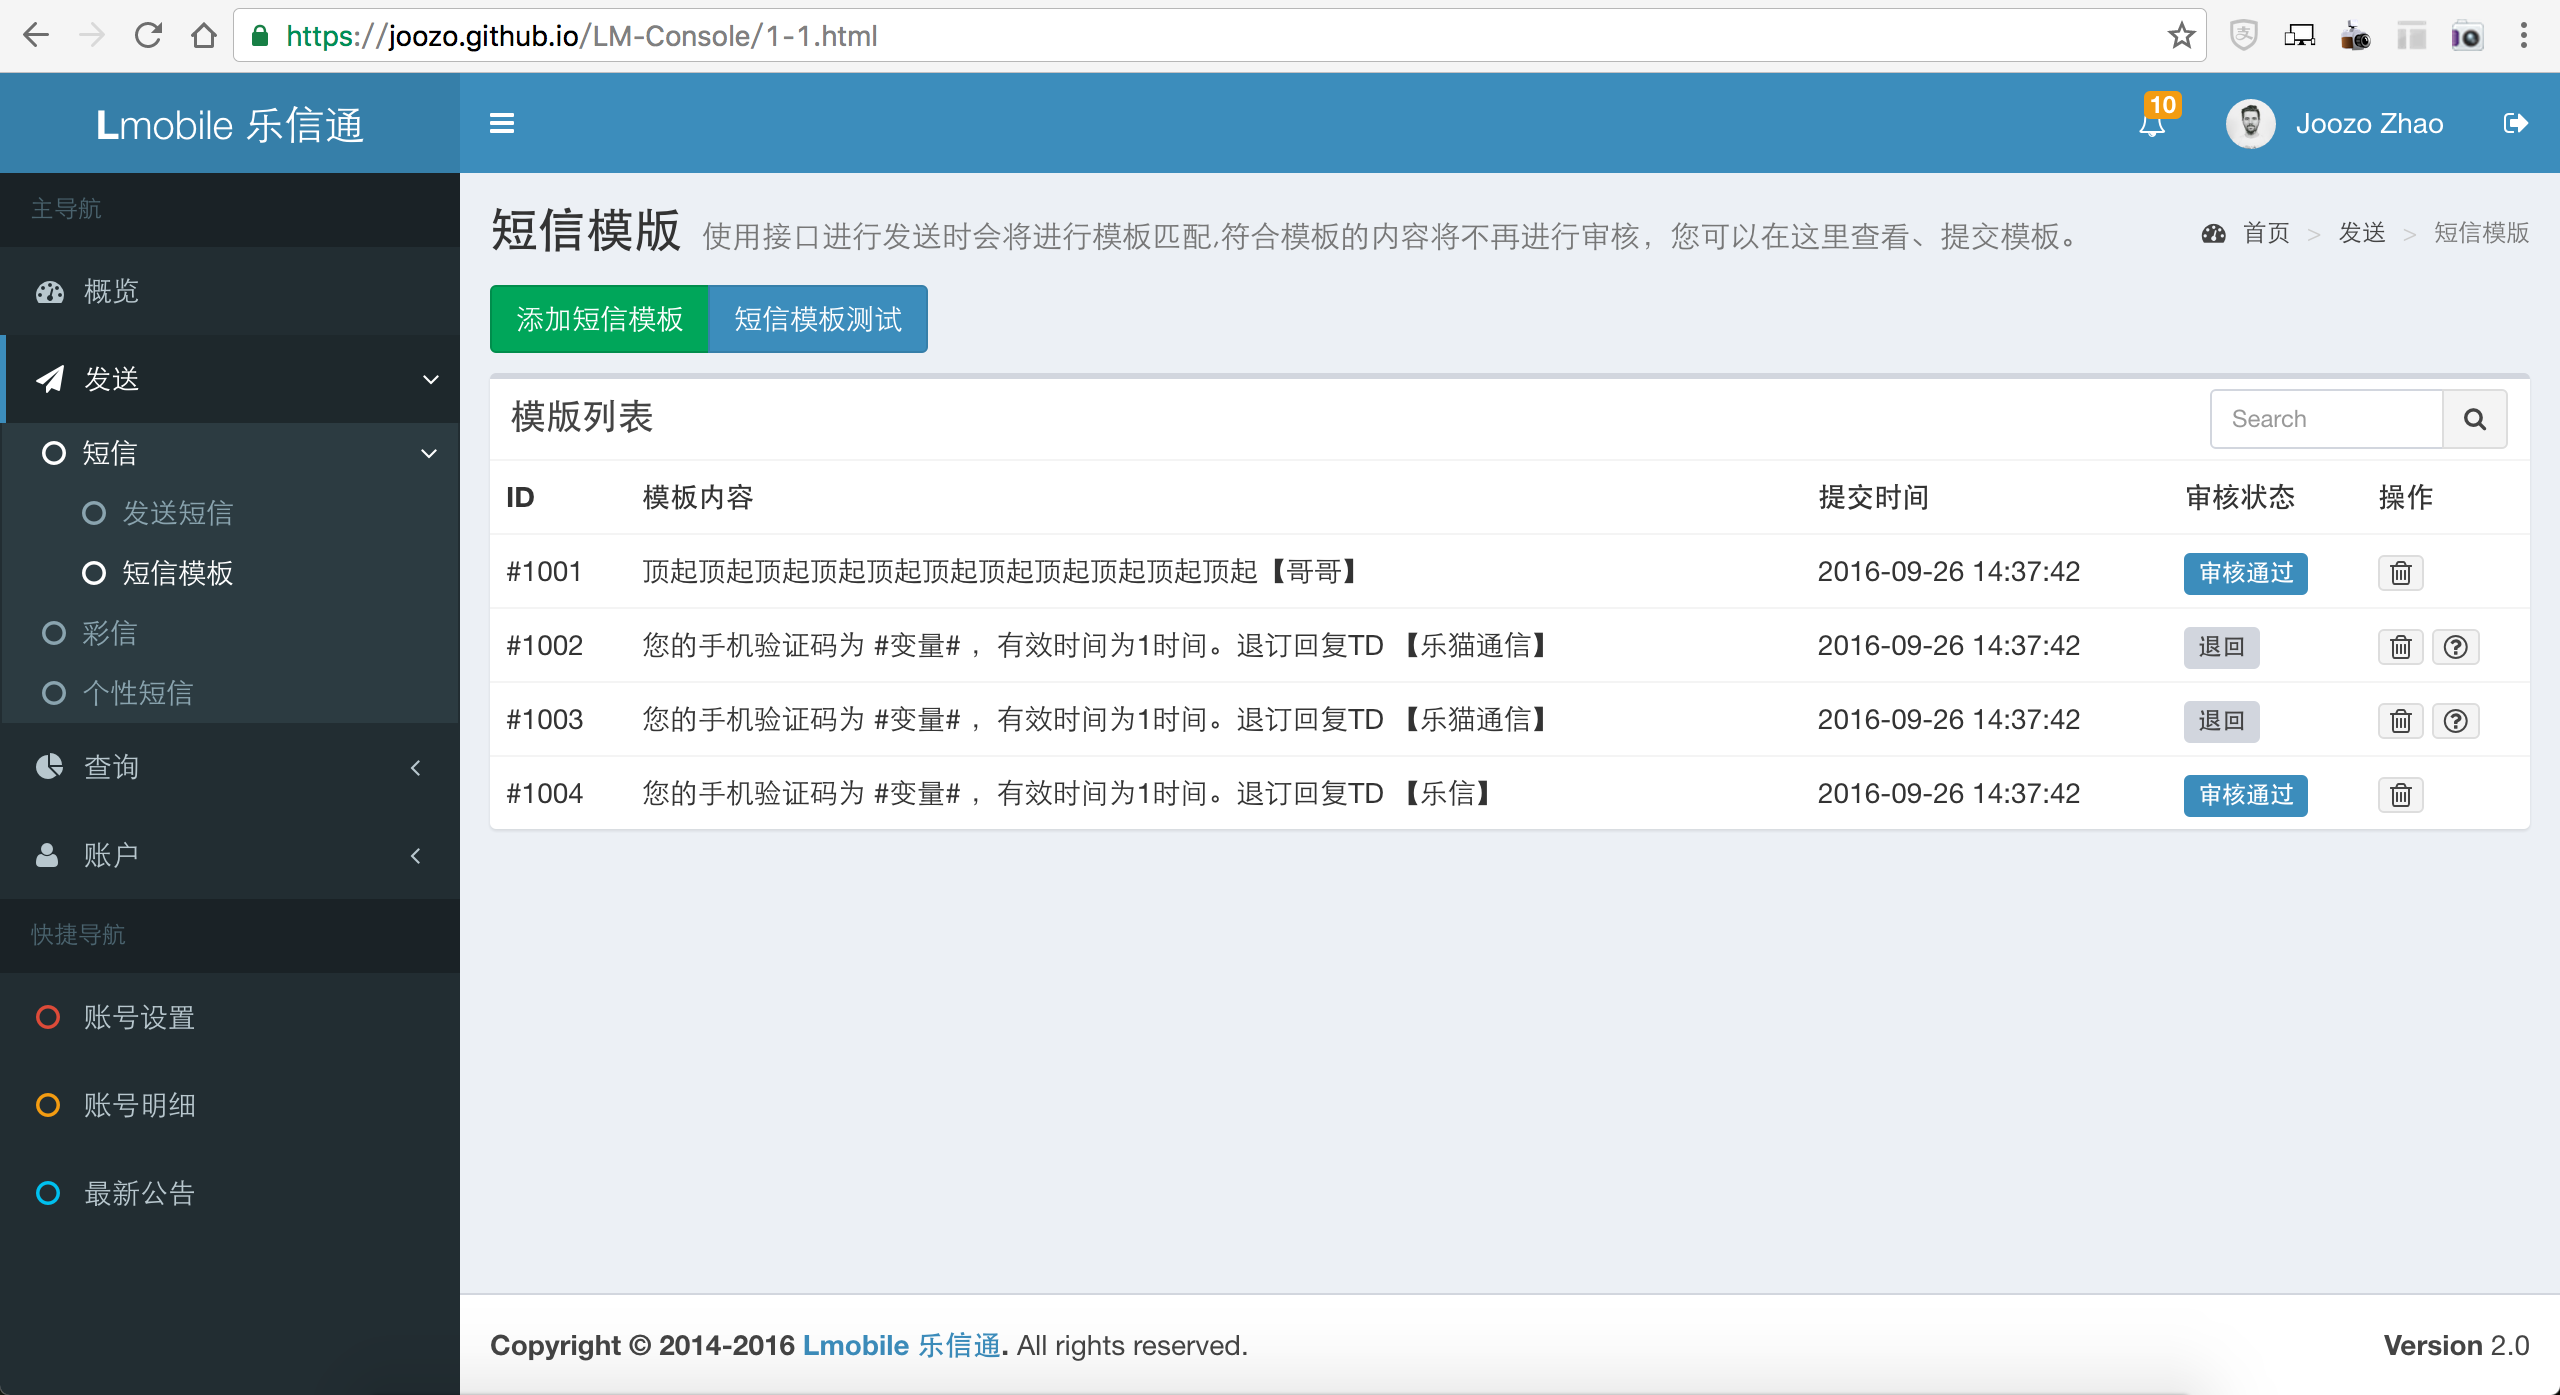 https://joozo.github.io/LM-Console/1-1.html
Lmobile 乐信通
10
Joozo Zhao
主导航
概览
发送
短信
发送短信
短信模板
彩信
个性短信
查询
账户
快捷导航
账号设置
账号明细
最新公告
短信模版 使用接口进行发送时会将进行模板匹配,符合模板的内容将不再进行审核，您可以在这里查看、提交模板。
首页 > 发送 > 短信模版
添加短信模板 短信模板测试
模版列表
Search
ID 模板内容 提交时间 审核状态 操作
#1001 顶起顶起顶起顶起顶起顶起顶起顶起顶起顶起顶起【哥哥】 2016-09-26 14:37:42 审核通过
#1002 您的手机验证码为 #变量# ，有效时间为1时间。退订回复TD 【乐猫通信】 2016-09-26 14:37:42 退回
#1003 您的手机验证码为 #变量# ，有效时间为1时间。退订回复TD 【乐猫通信】 2016-09-26 14:37:42 退回
#1004 您的手机验证码为 #变量# ，有效时间为1时间。退订回复TD 【乐信】 2016-09-26 14:37:42 审核通过
Copyright © 2014-2016 Lmobile 乐信通. All rights reserved.
Version 2.0